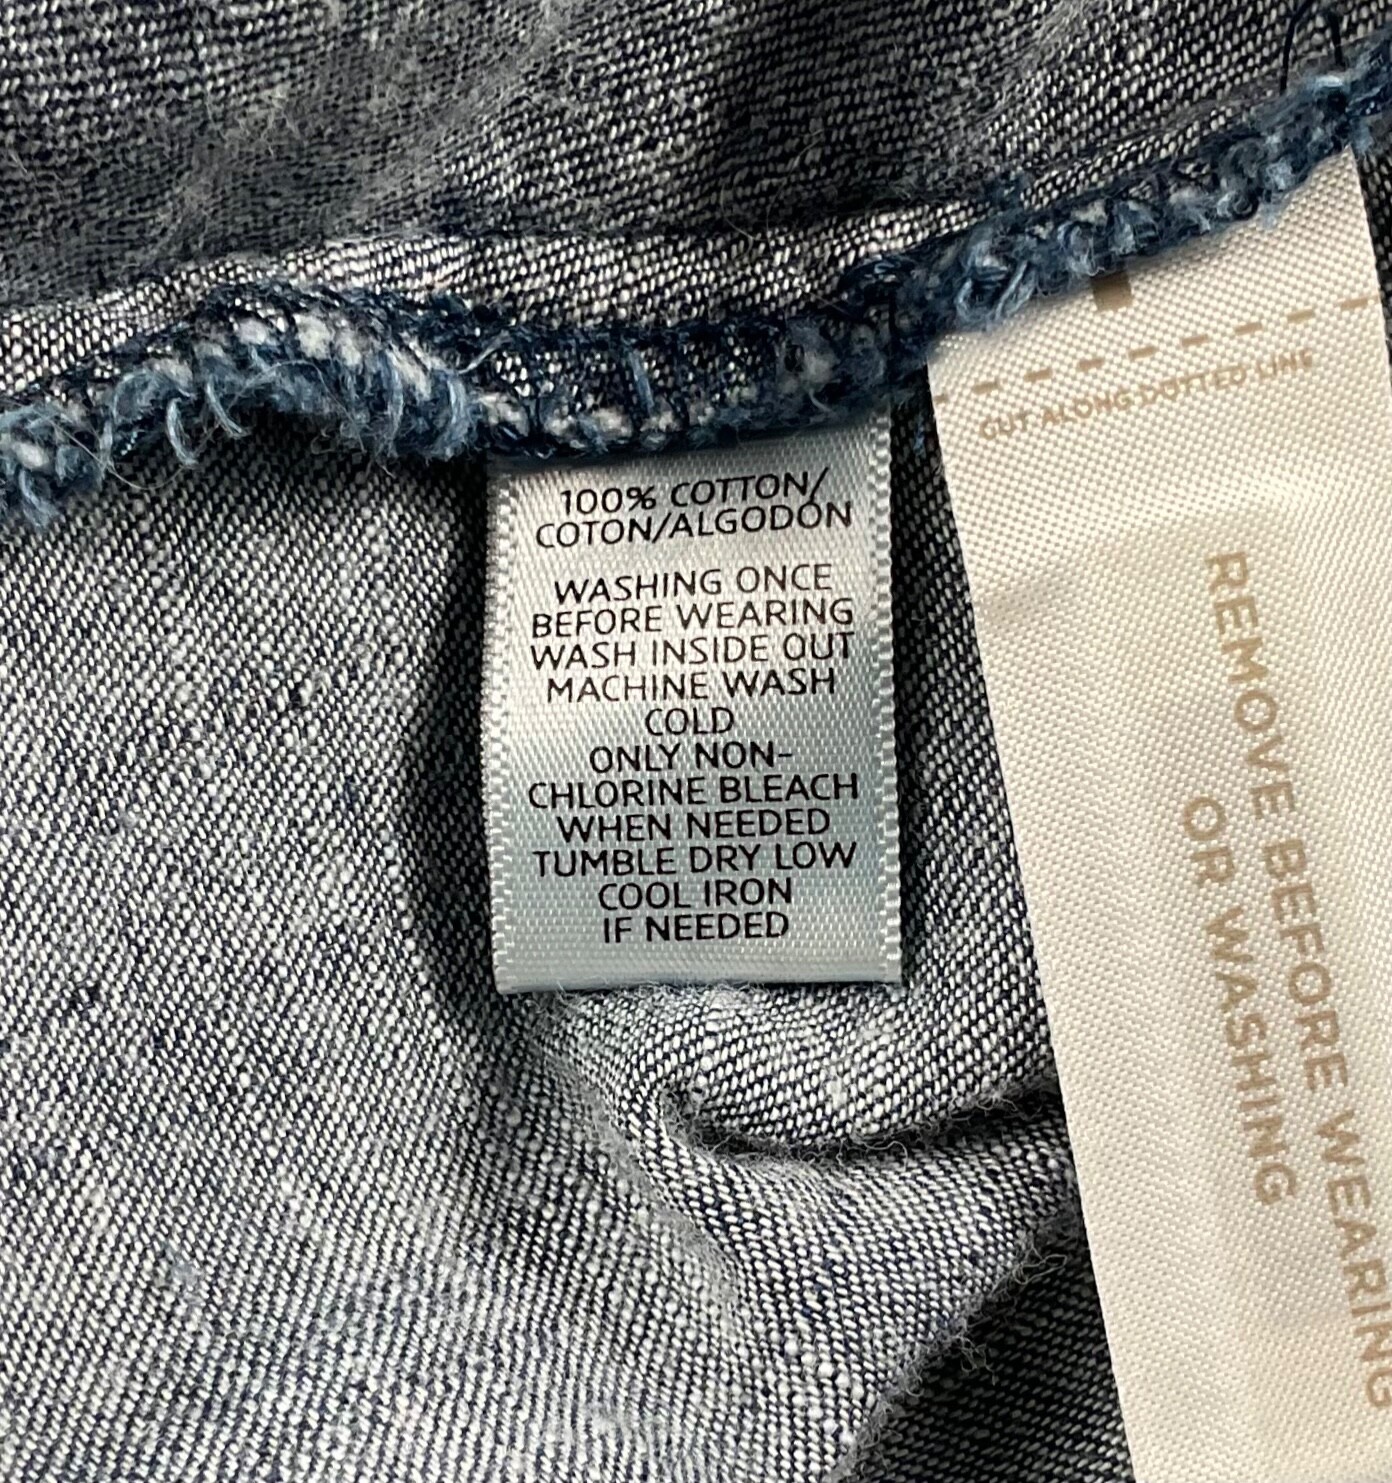 100% COTTON/
COTON/ALGODÓN
WASHING ONCE
BEFORE WEARING
WASH INSIDE OUT
MACHINE WASH
COLD
ONLY NON-
CHLORINE BLEACH
WHEN NEEDED
TUMBLE DRY LOW
COOL IRON
IF NEEDED
CUT ALONG DOTTED LINE
REMOVE BEFORE WEARING
OR WASHING